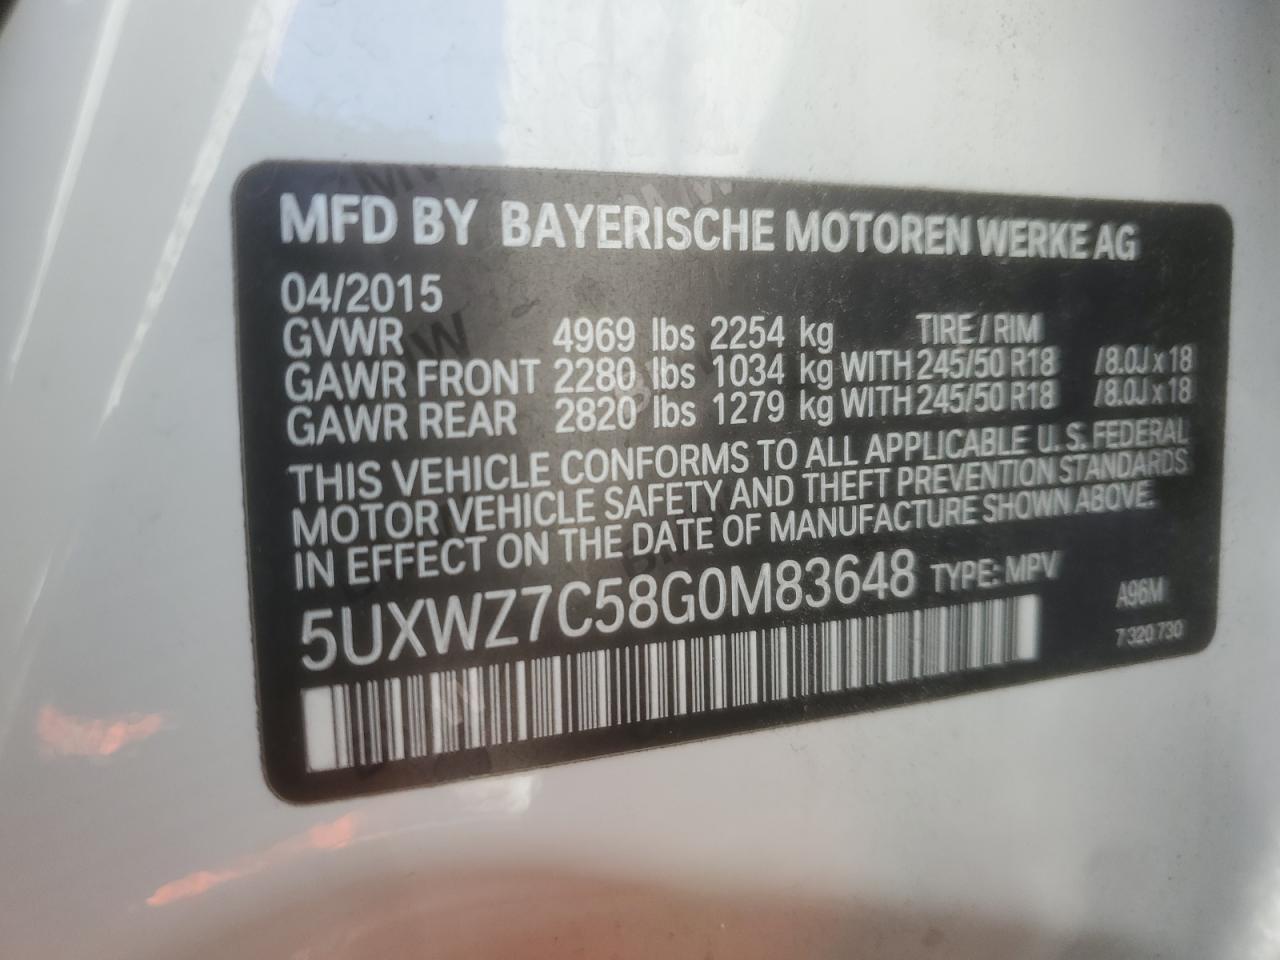 MFD BY BAYERISCHE MOTOREN WERKE AG
04/2015
GVWR 4969 lbs 2254 kg TIRE / RIM
GAWR FRONT 2280 lbs 1034 kg WITH 245/50 R18 /8.0J x 18
GAWR REAR 2820 lbs 1279 kg WITH 245/50 R18 /8.0J x 18
THIS VEHICLE CONFORMS TO ALL APPLICABLE U.S. FEDERAL
MOTOR VEHICLE SAFETY AND THEFT PREVENTION STANDARDS
IN EFFECT ON THE DATE OF MANUFACTURE SHOWN ABOVE.
5UXWZ7C58G0M83648 TYPE: MPV
A96M
7 320 730